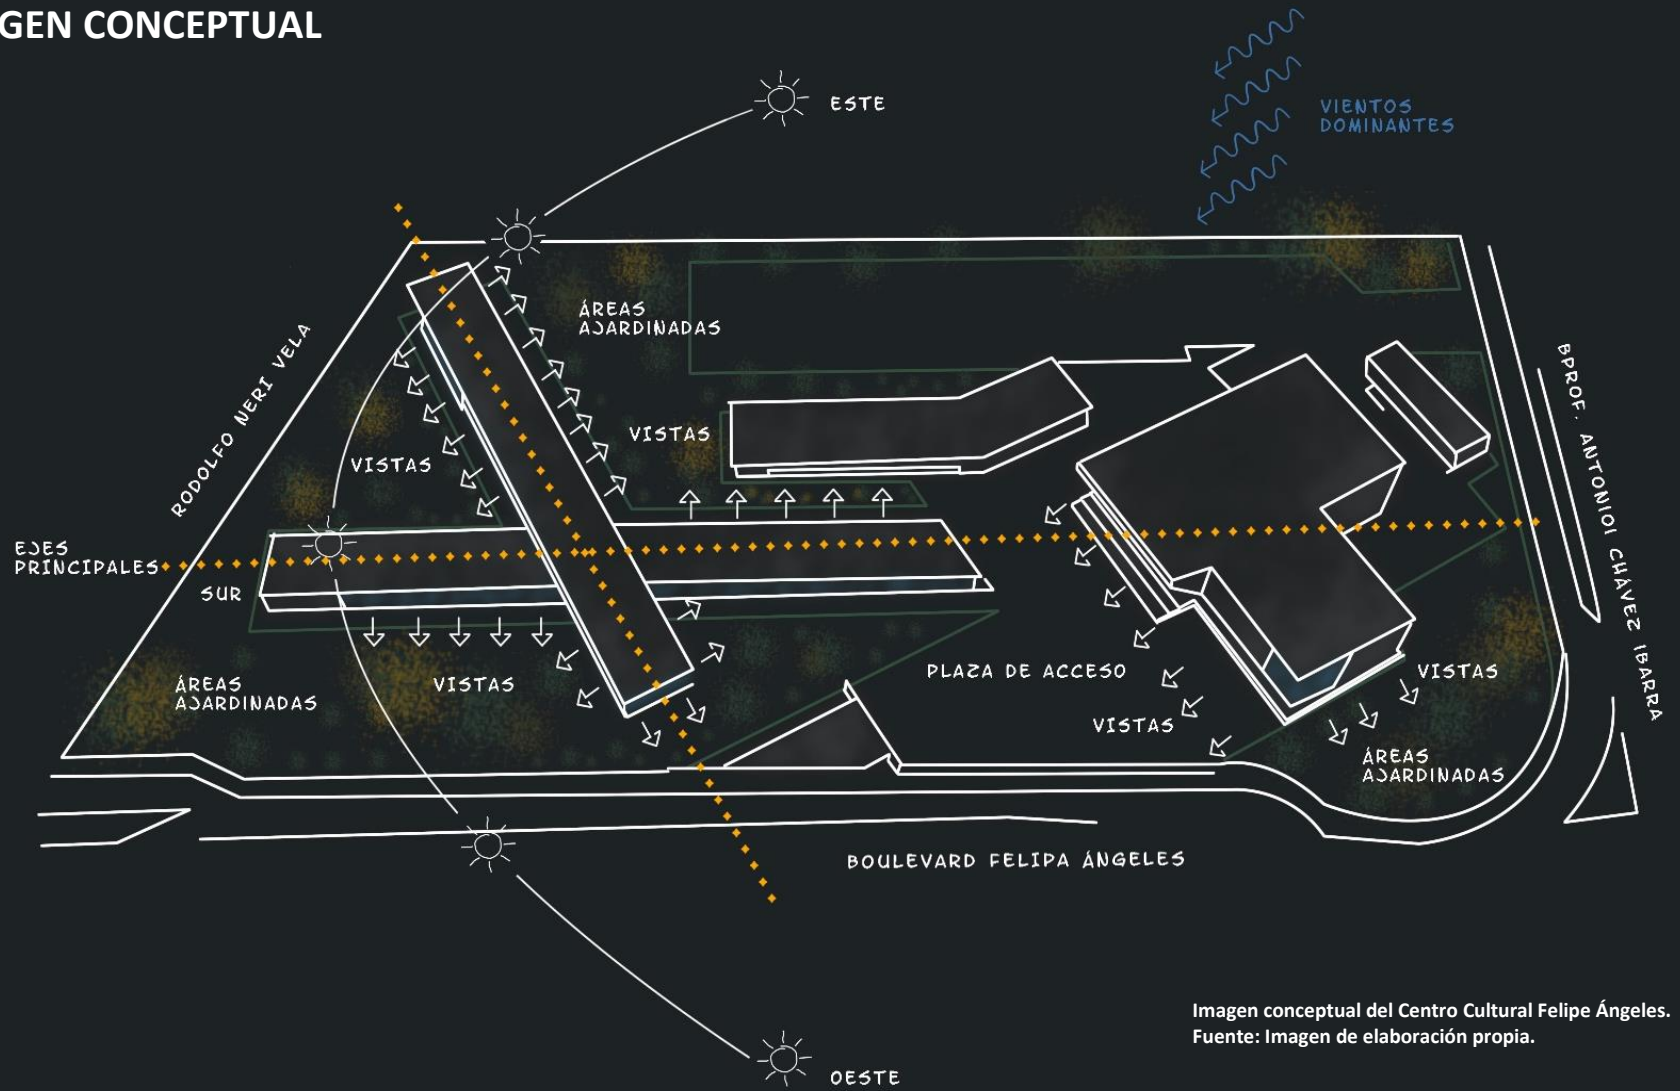 GEN CONCEPTUAL
ESTE
VIENTOS
DOMINANTES
ÁREAS
AJARDINADAS
RODOLFO NERI VELA
VISTAS
VISTAS
BPROF. ANTONIOI CHÁVEZ IBARRA
EJES
PRINCIPALES
SUR
ÁREAS
AJARDINADAS
VISTAS
PLAZA DE ACCESO
VISTAS
VISTAS
ÁREAS
AJARDINADAS
BOULEVARD FELIPA ÁNGELES
Imagen conceptual del Centro Cultural Felipe Ángeles.
Fuente: Imagen de elaboración propia.
OESTE